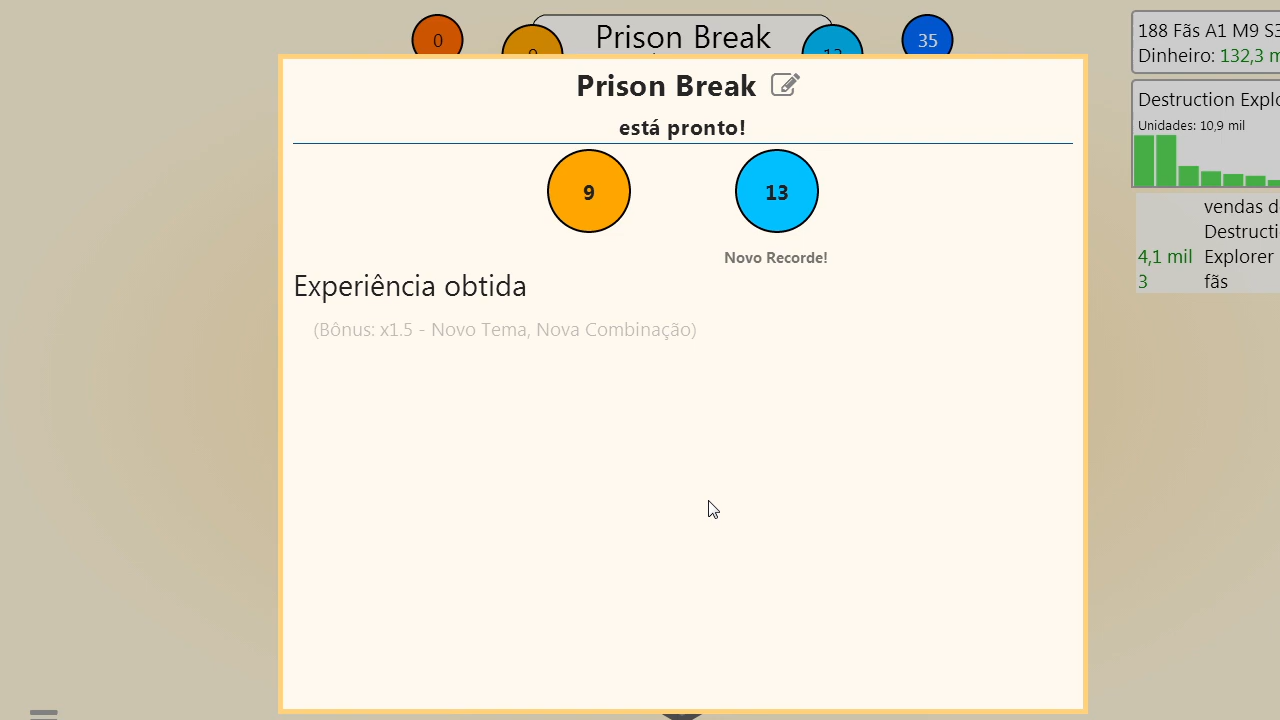 0
Prison Break
35
188 Fãs A1 M9 S3
Dinheiro: 132,3 m
Prison Break
está pronto!
9
13
Novo Recorde!
Experiência obtida
(Bônus: x1.5 - Novo Tema, Nova Combinação)
Destruction Explo
Unidades: 10,9 mil
vendas d
Destructi
4,1 mil Explorer
3 fãs